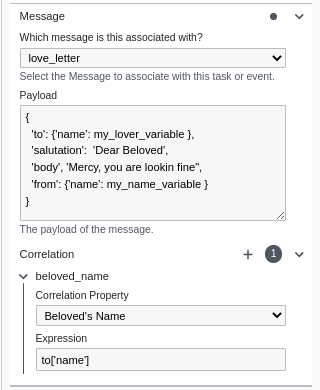 Message
Which message is this associated with?
love_letter
Select the Message to associate with this task or event.
Payload
{
'to': {'name': my_lover_variable },
'salutation':  'Dear Beloved',
'body', 'Mercy, you are lookin fine",
'from': {'name': my_name_variable }
}
The payload of the message.
Correlation + 1
beloved_name
Correlation Property
Beloved's Name
Expression
to['name']